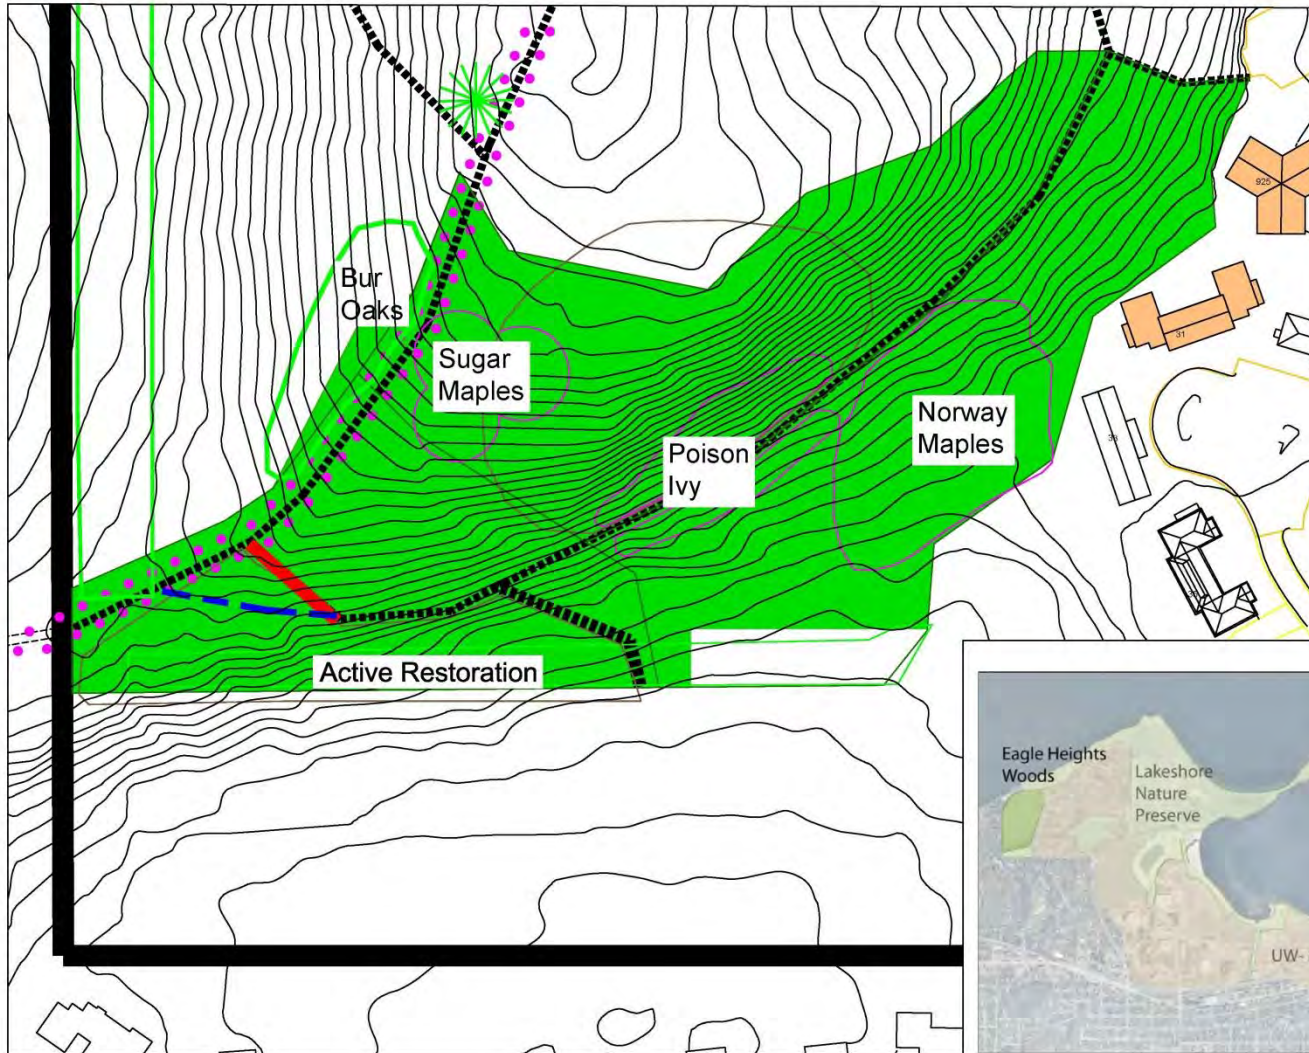 925
Bur
Oaks
31
Sugar
Maples
Norway
Maples
33
Poison
Ivy
Active Restoration
Eagle Heights
Woods
Lakeshore
Nature
Preserve
UW-